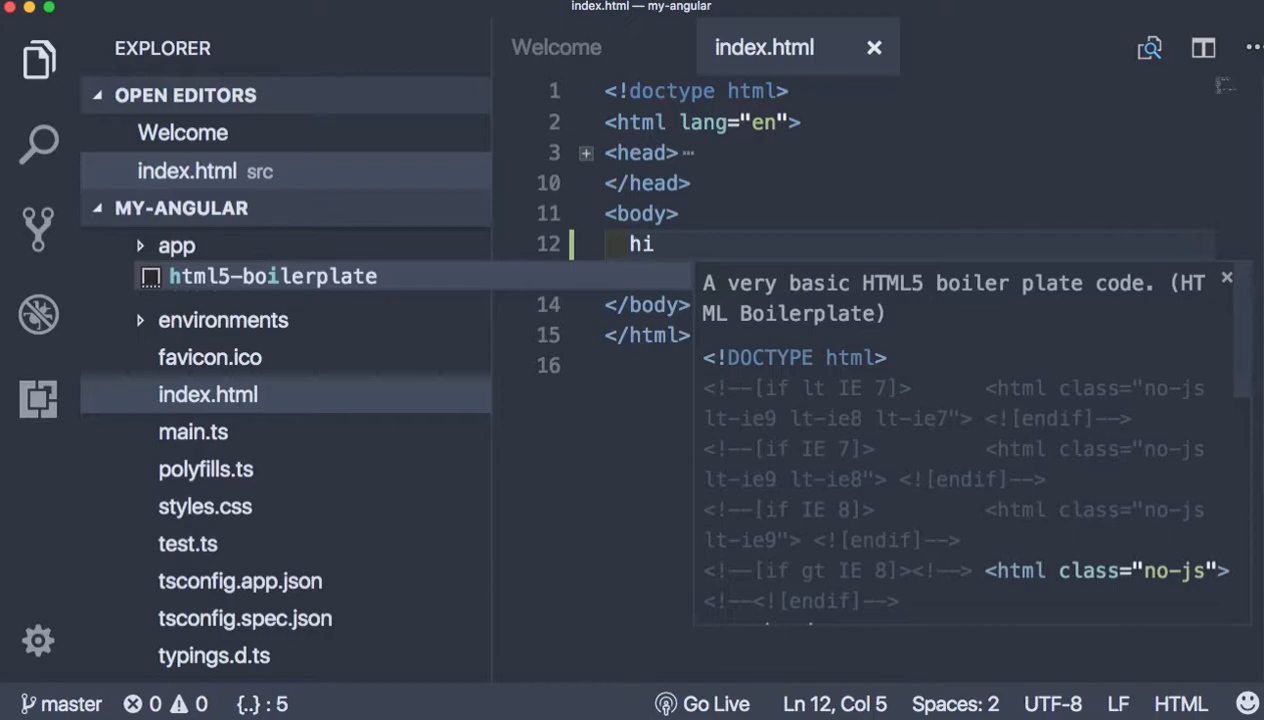 index.html — my-angular
EXPLORER
OPEN EDITORS
Welcome
index.html src
MY-ANGULAR
app
html5-boilerplate
environments
favicon.ico
index.html
main.ts
polyfills.ts
styles.css
test.ts
tsconfig.app.json
tsconfig.spec.json
typings.d.ts
Welcome
index.html
1 <!doctype html>
2 <html lang="en">
3 <head>
10 </head>
11 <body>
12 hi
14 </body>
15 </html>
16
A very basic HTML5 boiler plate code. (HT
ML Boilerplate)
<!DOCTYPE html>
<!--[if lt IE 7]> <html class="no-js
lt-ie9 lt-ie8 lt-ie7"> <![endif]-->
<!--[if IE 7]> <html class="no-js
lt-ie9 lt-ie8"> <![endif]-->
<!--[if IE 8]> <html class="no-js
lt-ie9"> <![endif]-->
<!--[if gt IE 8]><!--> <html class="no-js">
<!--<![endif]-->
master 0 0 {..} : 5 Go Live Ln 12, Col 5 Spaces: 2 UTF-8 LF HTML